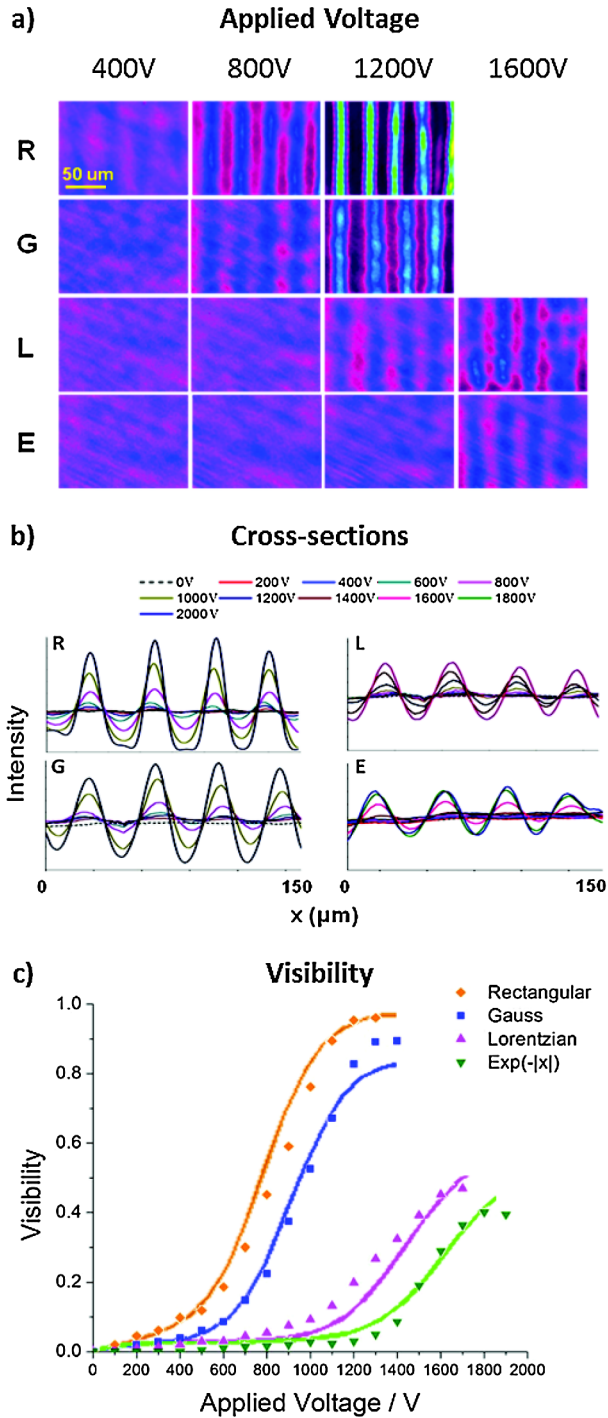 a) Applied Voltage
400V 800V 1200V 1600V
R
50 um
G
L
E
b) Cross-sections
0V 200V 400V 600V 800V
1000V 1200V 1400V 1600V 1800V
2000V
R L
Intensity
G E
0 150 0 150
x (μm)
c) Visibility
Rectangular
Gauss
Lorentzian
Exp(-|x|)
1.0
0.8
0.6
0.4
0.2
0.0
Visibility
0 200 400 600 800 1000 1200 1400 1600 1800 2000
Applied Voltage / V